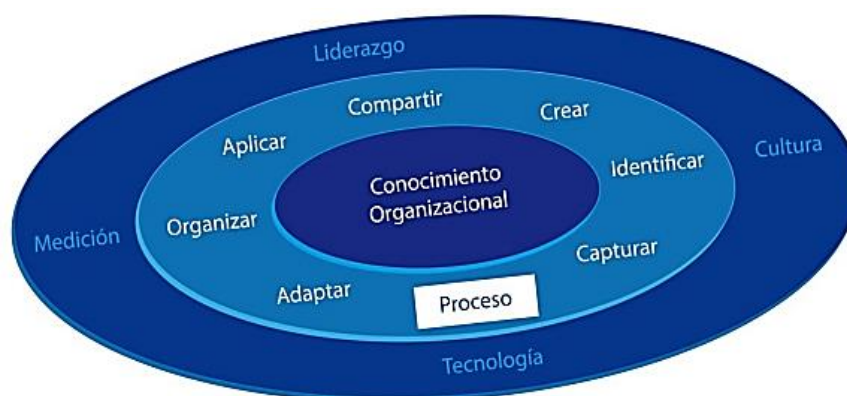 Liderazgo
Compartir
Crear
Aplicar
Cultura
Identificar
Conocimiento
Organizacional
Organizar
Medición
Capturar
Adaptar
Proceso
Tecnología